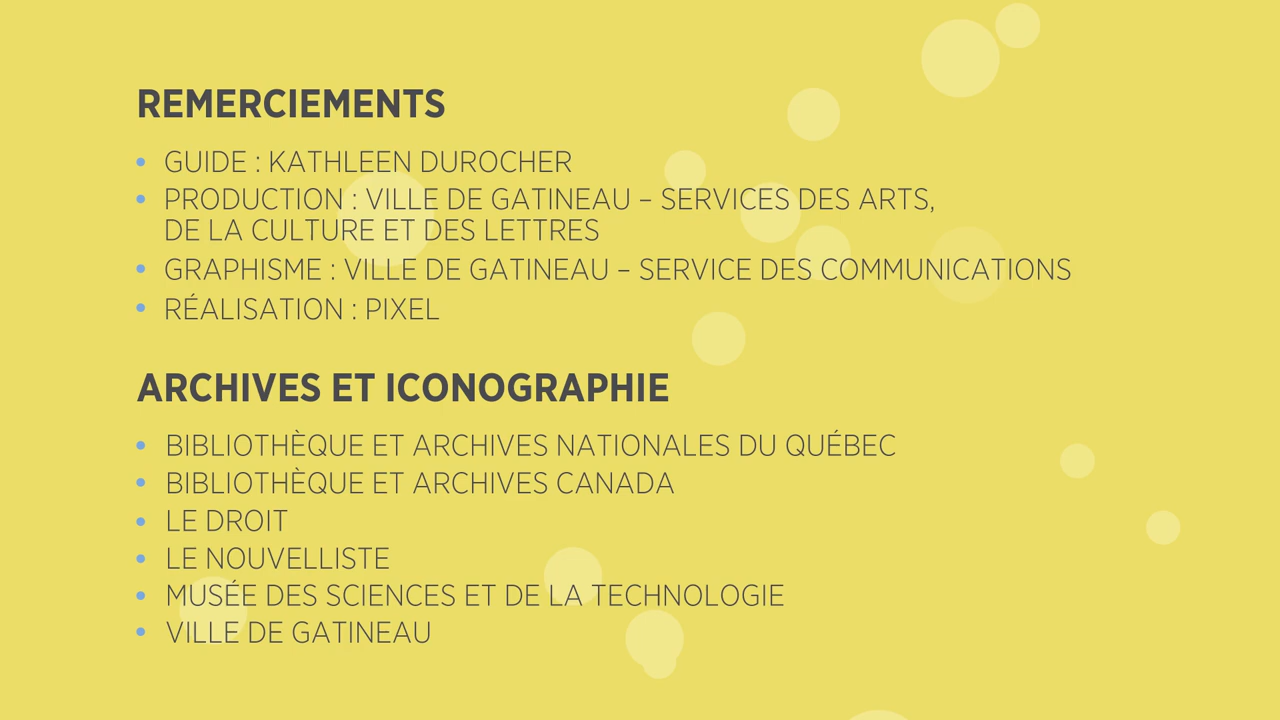 REMERCIEMENTS
• GUIDE : KATHLEEN DUROCHER
• PRODUCTION : VILLE DE GATINEAU – SERVICES DES ARTS,
DE LA CULTURE ET DES LETTRES
• GRAPHISME : VILLE DE GATINEAU – SERVICE DES COMMUNICATIONS
• RÉALISATION : PIXEL
ARCHIVES ET ICONOGRAPHIE
• BIBLIOTHÈQUE ET ARCHIVES NATIONALES DU QUÉBEC
• BIBLIOTHÈQUE ET ARCHIVES CANADA
• LE DROIT
• LE NOUVELLISTE
• MUSÉE DES SCIENCES ET DE LA TECHNOLOGIE
• VILLE DE GATINEAU